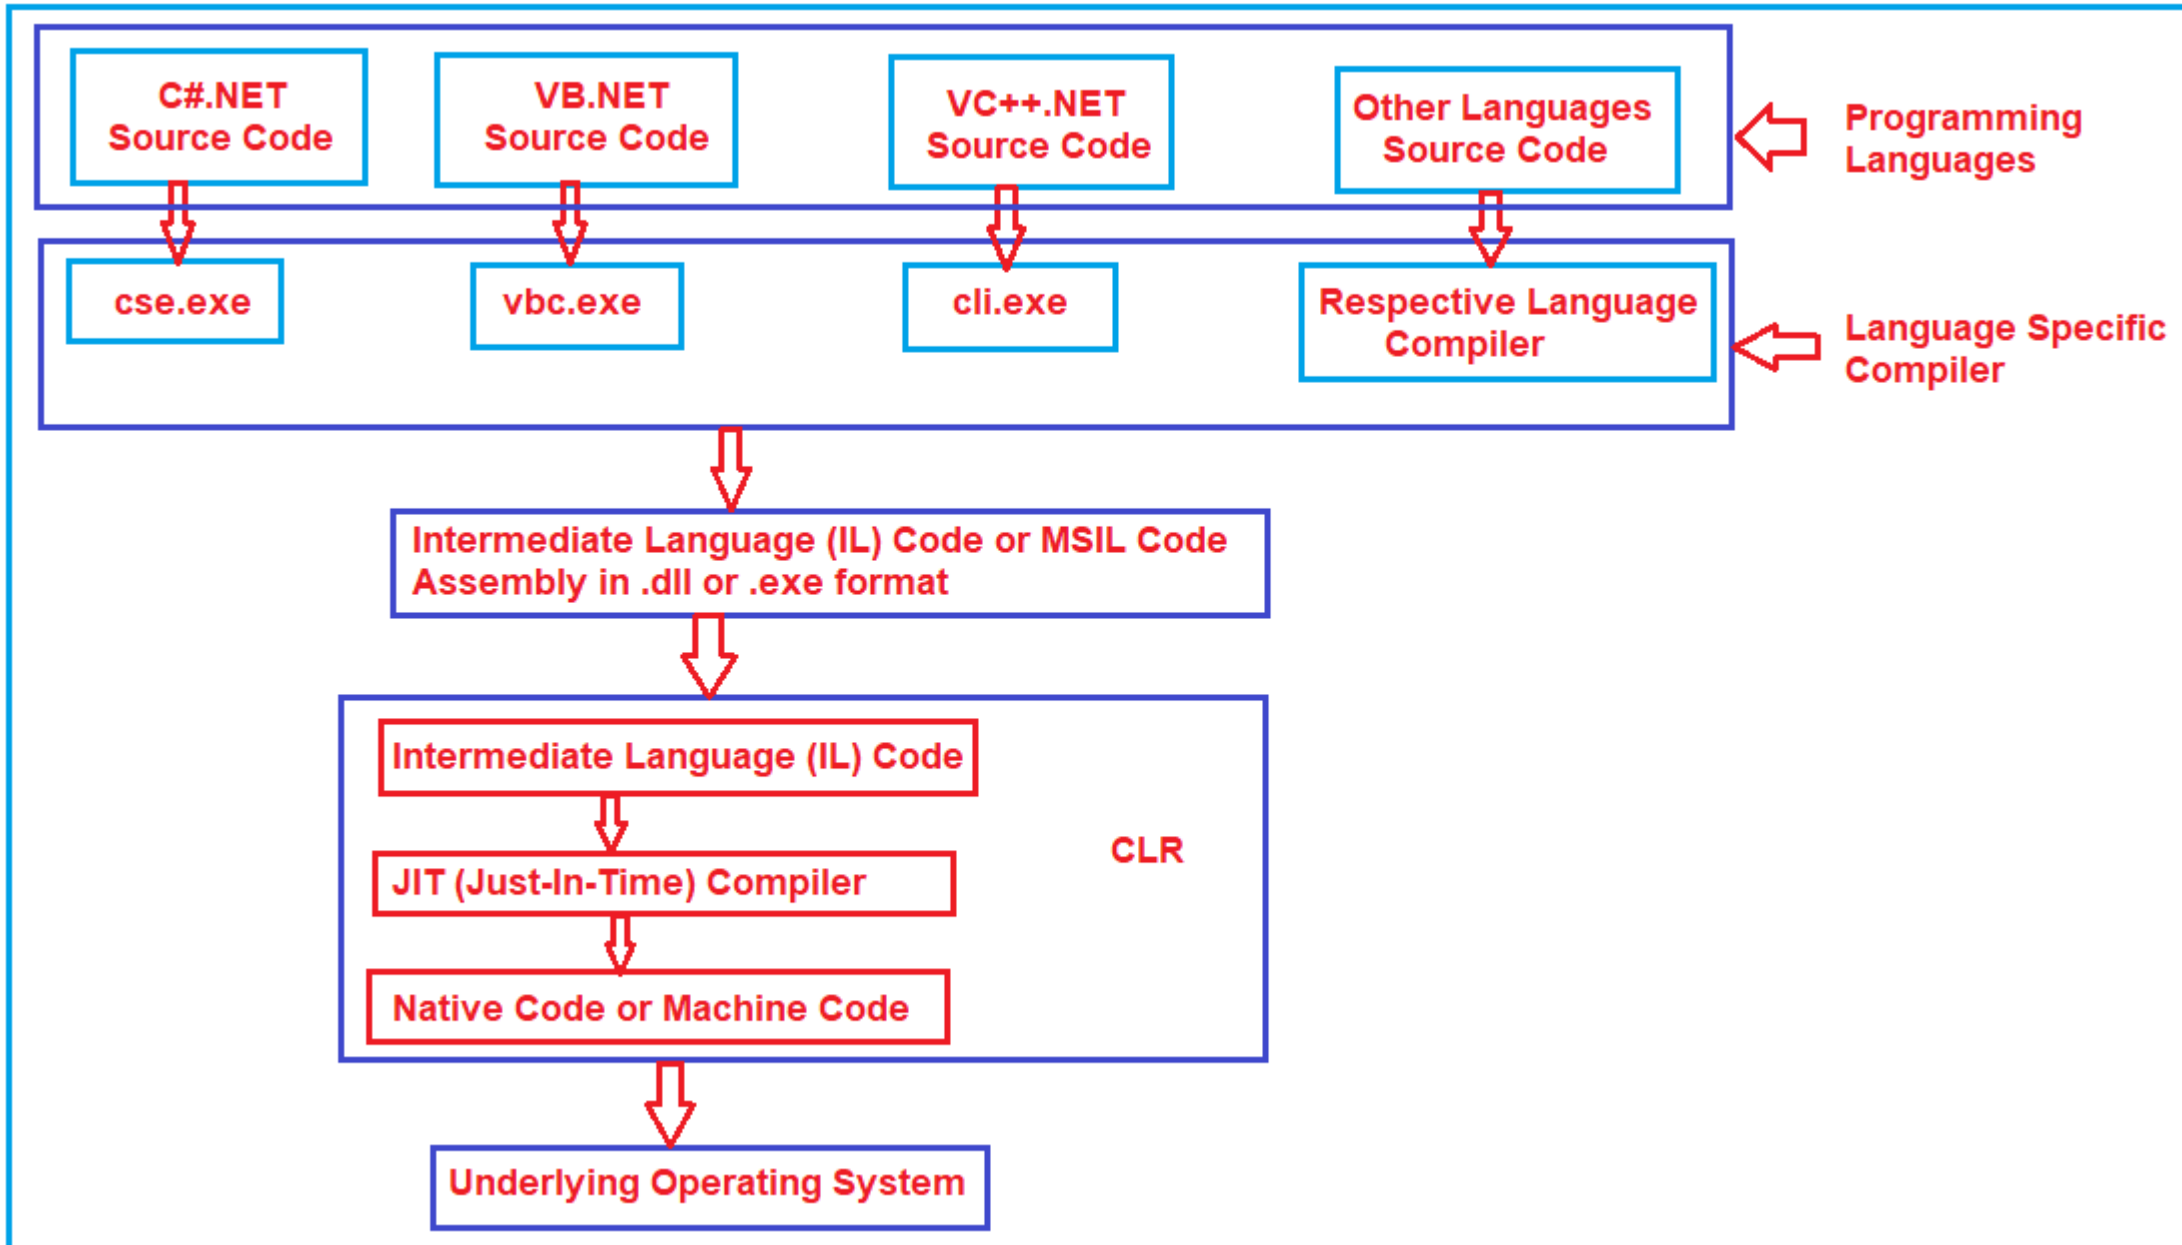 C#.NET
Source Code
VB.NET
Source Code
VC++.NET
Source Code
Other Languages
Source Code
Programming
Languages
cse.exe
vbc.exe
cli.exe
Respective Language
Compiler
Language Specific
Compiler
Intermediate Language (IL) Code or MSIL Code
Assembly in .dll or .exe format
Intermediate Language (IL) Code
CLR
JIT (Just-In-Time) Compiler
Native Code or Machine Code
Underlying Operating System